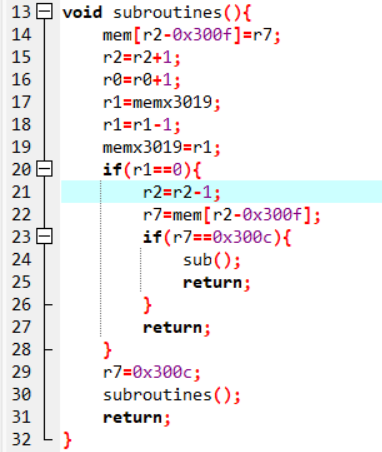 13 void subroutines(){
14 mem[r2-0x300f]=r7;
15 r2=r2+1;
16 r0=r0+1;
17 r1=memx3019;
18 r1=r1-1;
19 memx3019=r1;
20 if(r1==0){
21 r2=r2-1;
22 r7=mem[r2-0x300f];
23 if(r7==0x300c){
24 sub();
25 return;
26 }
27 return;
28 }
29 r7=0x300c;
30 subroutines();
31 return;
32 }